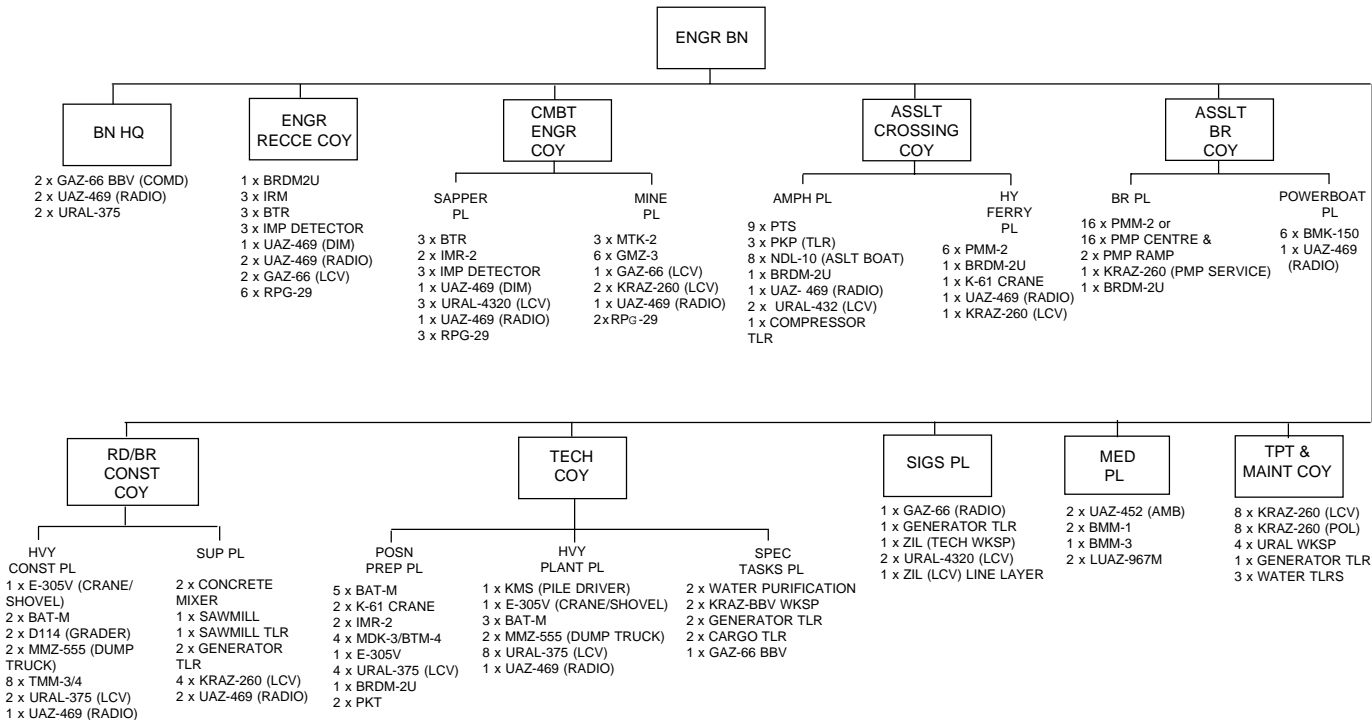 ENGR BN
BN HQ
2 x GAZ-66 BBV (COMD)
2 x UAZ-469 (RADIO)
2 x URAL-375
ENGR
RECCE COY
1 x BRDM2U
3 x IRM
3 x BTR
3 x IMP DETECTOR
1 x UAZ-469 (DIM)
2 x UAZ-469 (RADIO)
2 x GAZ-66 (LCV)
6 x RPG-29
CMBT
ENGR
COY
SAPPER
PL
3 x BTR
2 x IMR-2
3 x IMP DETECTOR
1 x UAZ-469 (DIM)
3 x URAL-4320 (LCV)
1 x UAZ-469 (RADIO)
3 x RPG-29
MINE
PL
3 x MTK-2
6 x GMZ-3
1 x GAZ-66 (LCV)
2 x KRAZ-260 (LCV)
1 x UAZ-469 (RADIO)
2xRPG-29
ASSLT
CROSSING
COY
AMPH PL
9 x PTS
3 x PKP (TLR)
8 x NDL-10 (ASLT BOAT)
1 x BRDM-2U
1 x UAZ- 469 (RADIO)
2 x URAL-432 (LCV)
1 x COMPRESSOR
TLR
HY
FERRY
PL
6 x PMM-2
1 x BRDM-2U
1 x K-61 CRANE
1 x UAZ-469 (RADIO)
1 x KRAZ-260 (LCV)
ASSLT
BR
COY
BR PL
16 x PMM-2 or
16 x PMP CENTRE &
2 x PMP RAMP
1 x KRAZ-260 (PMP SERVICE)
1 x BRDM-2U
POWERBOAT
PL
6 x BMK-150
1 x UAZ-469
(RADIO)
RD/BR
CONST
COY
HVY
CONST PL
1 x E-305V (CRANE/
SHOVEL)
2 x BAT-M
2 x D114 (GRADER)
2 x MMZ-555 (DUMP
TRUCK)
8 x TMM-3/4
2 x URAL-375 (LCV)
1 x UAZ-469 (RADIO)
SUP PL
2 x CONCRETE
MIXER
1 x SAWMILL
1 x SAWMILL TLR
2 x GENERATOR
TLR
4 x KRAZ-260 (LCV)
2 x UAZ-469 (RADIO)
TECH
COY
POSN
PREP PL
5 x BAT-M
2 x K-61 CRANE
2 x IMR-2
4 x MDK-3/BTM-4
1 x E-305V
4 x URAL-375 (LCV)
1 x BRDM-2U
2 x PKT
HVY
PLANT PL
1 x KMS (PILE DRIVER)
1 x E-305V (CRANE/SHOVEL)
3 x BAT-M
2 x MMZ-555 (DUMP TRUCK)
8 x URAL-375 (LCV)
1 x UAZ-469 (RADIO)
SPEC
TASKS PL
2 x WATER PURIFICATION
2 x KRAZ-BBV WKSP
2 x GENERATOR TLR
2 x CARGO TLR
1 x GAZ-66 BBV
SIGS PL
1 x GAZ-66 (RADIO)
1 x GENERATOR TLR
1 x ZIL (TECH WKSP)
2 x URAL-4320 (LCV)
1 x ZIL (LCV) LINE LAYER
MED
PL
2 x UAZ-452 (AMB)
2 x BMM-1
1 x BMM-3
2 x LUAZ-967M
TPT &
MAINT COY
8 x KRAZ-260 (LCV)
8 x KRAZ-260 (POL)
4 x URAL WKSP
1 x GENERATOR TLR
3 x WATER TLRS